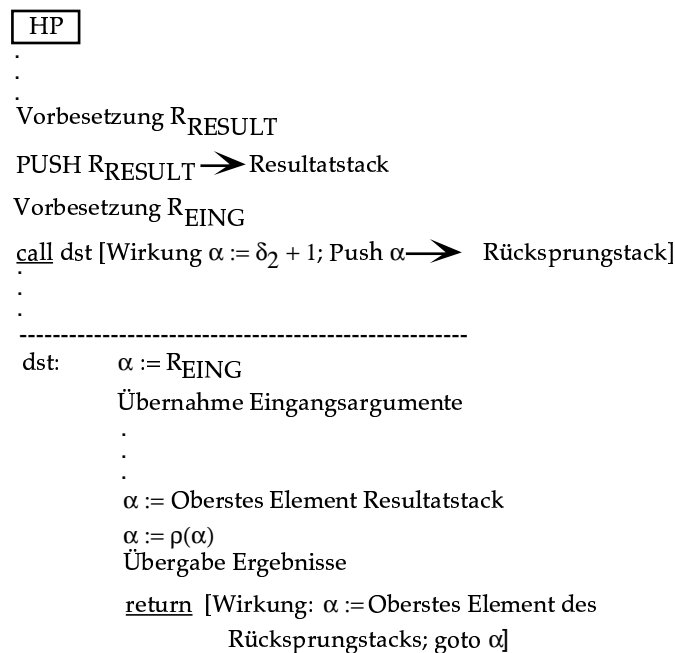 HP
.
.
.
Vorbesetzung R_RESULT
PUSH R_RESULT → Resultatstack
Vorbesetzung R_EING
call dst [Wirkung α := δ₂ + 1; Push α → Rücksprungstack]
.
.
.
------------------------------------------------------
dst: α := R_EING
Übernahme Eingangsargumente
.
.
.
α := Oberstes Element Resultatstack
α := ρ(α)
Übergabe Ergebnisse
return [Wirkung: α := Oberstes Element des
Rücksprungstacks; goto α]